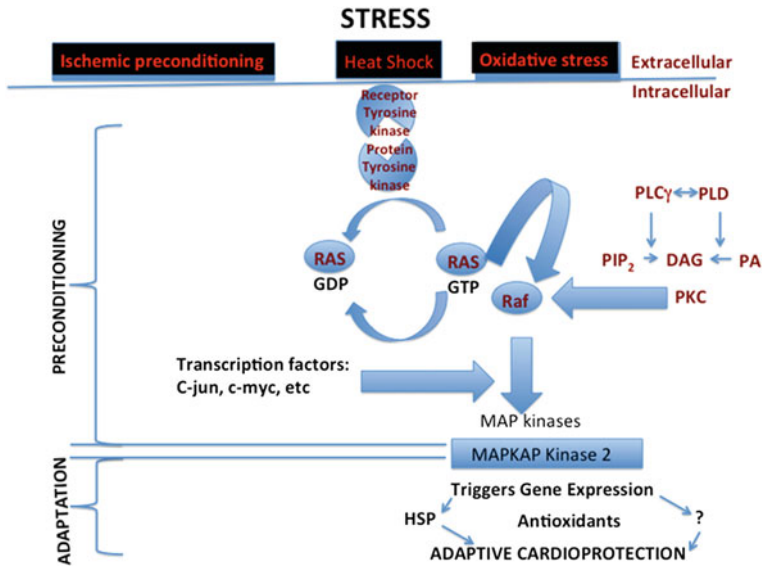 STRESS
Ischemic preconditioning
Heat Shock
Oxidative stress
Extracellular
Intracellular
Receptor
Tyrosine
kinase
Protein
Tyrosine
kinase
PRECONDITIONING
PLCγ PLD
PIP2 DAG PA
PKC
RAS
GDP
RAS
GTP
Raf
Transcription factors:
C-jun, c-myc, etc
MAP kinases
MAPKAP Kinase 2
ADAPTATION
Triggers Gene Expression
HSP
Antioxidants
?
ADAPTIVE CARDIOPROTECTION